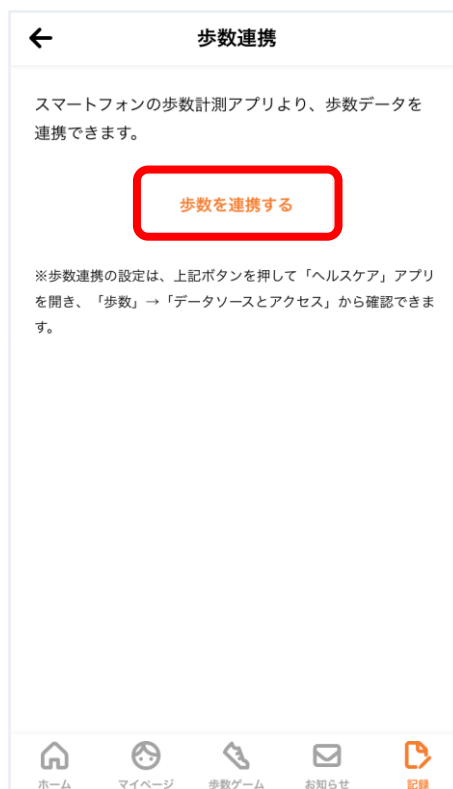 歩数連携
スマートフォンの歩数計測アプリより、歩数データを
連携できます。
歩数を連携する
※歩数連携の設定は、上記ボタンを押して「ヘルスケア」アプリ
を開き、「歩数」→「データソースとアクセス」から確認できま
す。
ホーム
マイページ
歩数ゲーム
お知らせ
記録